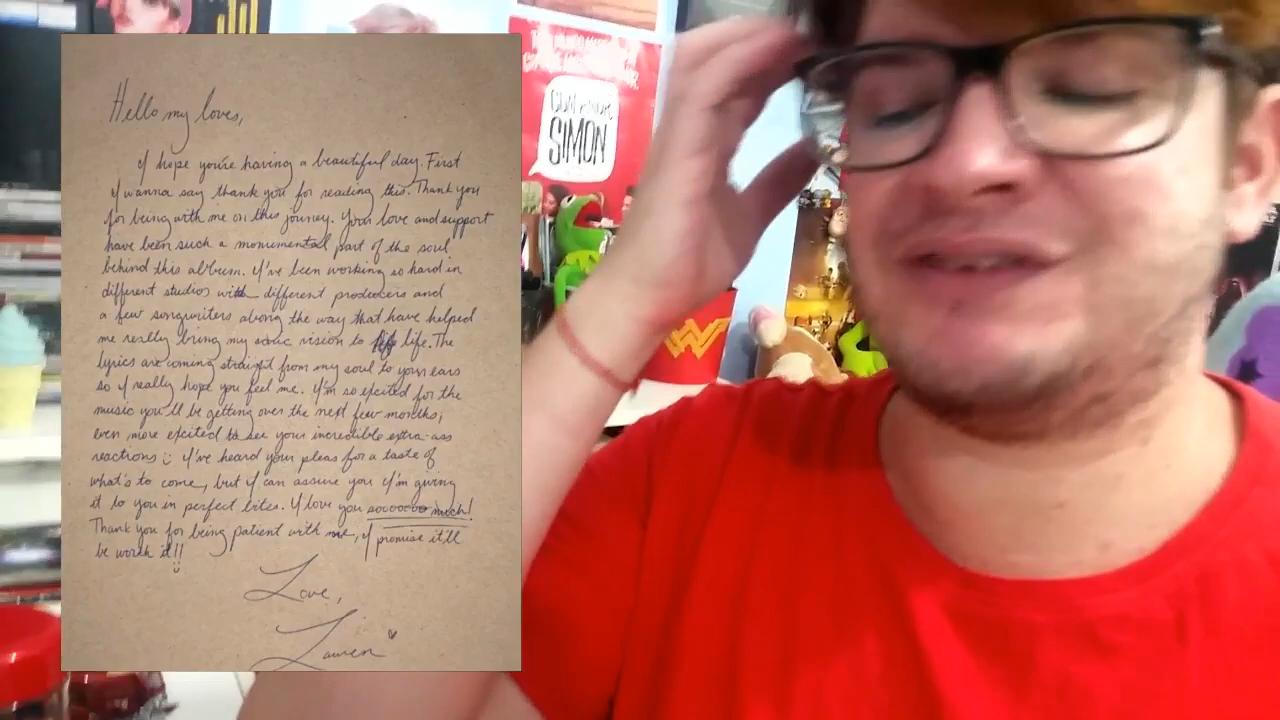 Hello my loves,
I hope you're having a beautiful day. First
I wanna say thank you for reading this. Thank you
for being with me on this journey. Your love and support
have been such a monumental part of the soul
behind this album. I've been working so hard in
different studios with different producers and
a few songwriters along the way that have helped
me really bring my sonic vision to life. The
lyrics are coming straight from my soul to your ears
so I really hope you feel me. I'm so excited for the
music you'll be getting over the next few months,
even more excited to see your incredible extra-ass
reactions :) I've heard your pleas for a taste of
what's to come, but I can assure you I'm giving
it to you in perfect bites. I love you soooooo much!
Thank you for being patient with me, I promise it'll
be worth it!!
Love,
Lauren
SIMON